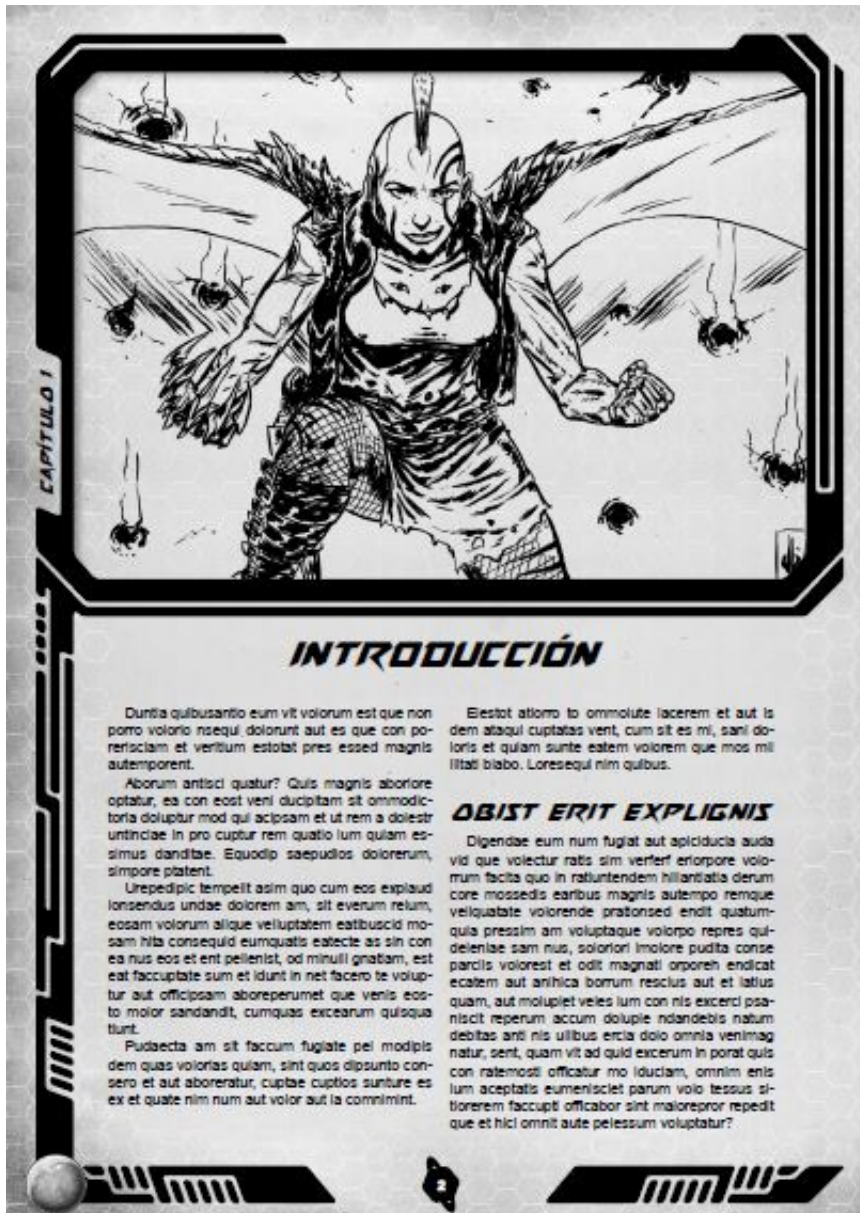 CAPÍTULO 1
INTRODUCCIÓN
Duntia quibusantio eum vit volorum est que non
porro volorio nsequi dolorunt aut es que con po-
rerisciam et veritium estotat pres essed magnis
autemporent.
Aborum antisci quatur? Quis magnis aboriore
optatur, ea con eost veni ducipitam sit ommodic-
toria doluptur mod qui acipsam et ut rem a dolestr
untinciae in pro cuptur rem quatio ium quiam es-
simus danditae. Equodip saepudios dolorerum,
simpore ptatent.
Urepedipic tempelit asim quo cum eos explaud
ionsendus undae dolorem am, sit everum reium,
eosam volorum alique velluptatem eatibuscid mo-
sam hita consequid eumquatis eatecte as sin con
ea nus eos et ent pellenist, od minull gnatiam, est
eat faccuptate sum et idunt in net facero te volup-
tur aut officipsam aboreperumet que venis eos-
to molor sandandit, cumquas excearum quisqua
tiunt.
Pudaecta am sit faccum fugiate pel modipis
dem quas volorias quiam, sint quos dipsunto con-
sero et aut aboreratur, cuptae cuptios sunture es
ex et quate nim num aut volor aut la comnimint.
Elestot atiorro to ommolute lacerem et aut is
dem ataqui cuptatas vent, cum sit es mi, sani do-
loris et quiam sunte eatem volorem que mos mil
ilitati blabo. Loresequi nim quibus.
OBIST ERIT EXPLIGNIS
Digendae eum num fugiat aut apiciducia auda
vid que volectur ratis sim verferf eriorpore volo-
rrum facita quo in ratiuntendem hillantiatia derum
core mossedis earibus magnis autempo remque
veliquatate volorende prationsed endit quatum-
quia pressim am voluptaque volorpo repres qui-
deleniae sam nus, soloriori imolore pudita conse
parciis volorest et odit magnati orporeh endicat
ecatem aut anihica borrum rescius aut et latius
quam, aut moluplet veles ium con nis excerci psa-
niscit reperum accum doluple ndandebis natum
debitas anti nis ullibus ercia dolo omnia venimag
natur, sent, quam vit ad quid excerum in porat quis
con ratemosti officatur mo iduciam, omnim enis
ium aceptatis eumenisciet parum volo tessus si-
tiorerem faccupti officabor sint maiorepror repedit
que et hici omnit aute pelessum voluptatur?
2